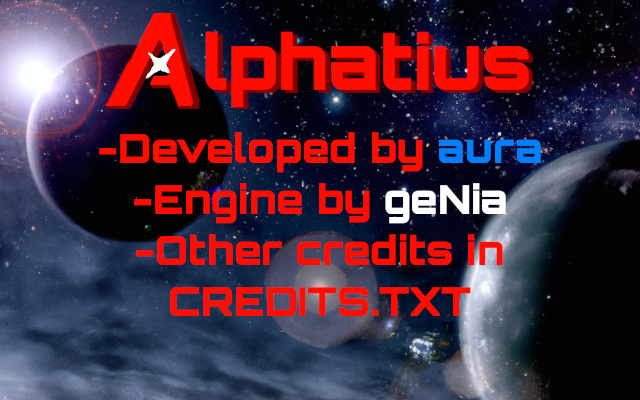 Alphatius
-Developed by aura
-Engine by geNia
-Other credits in
CREDITS.TXT